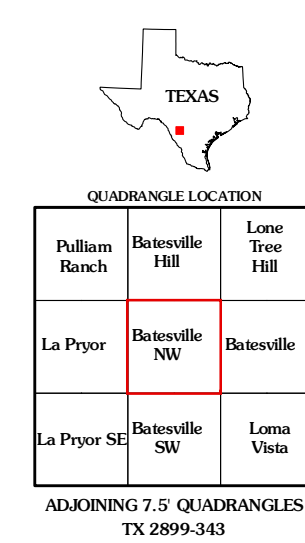 TEXAS
QUADRANGLE LOCATION
Pulliam
Ranch
Batesville
Hill
Lone
Tree
Hill
La Pryor
Batesville
NW
Batesville
La Pryor SE
Batesville
SW
Loma
Vista
ADJOINING 7.5' QUADRANGLES
TX 2899-343